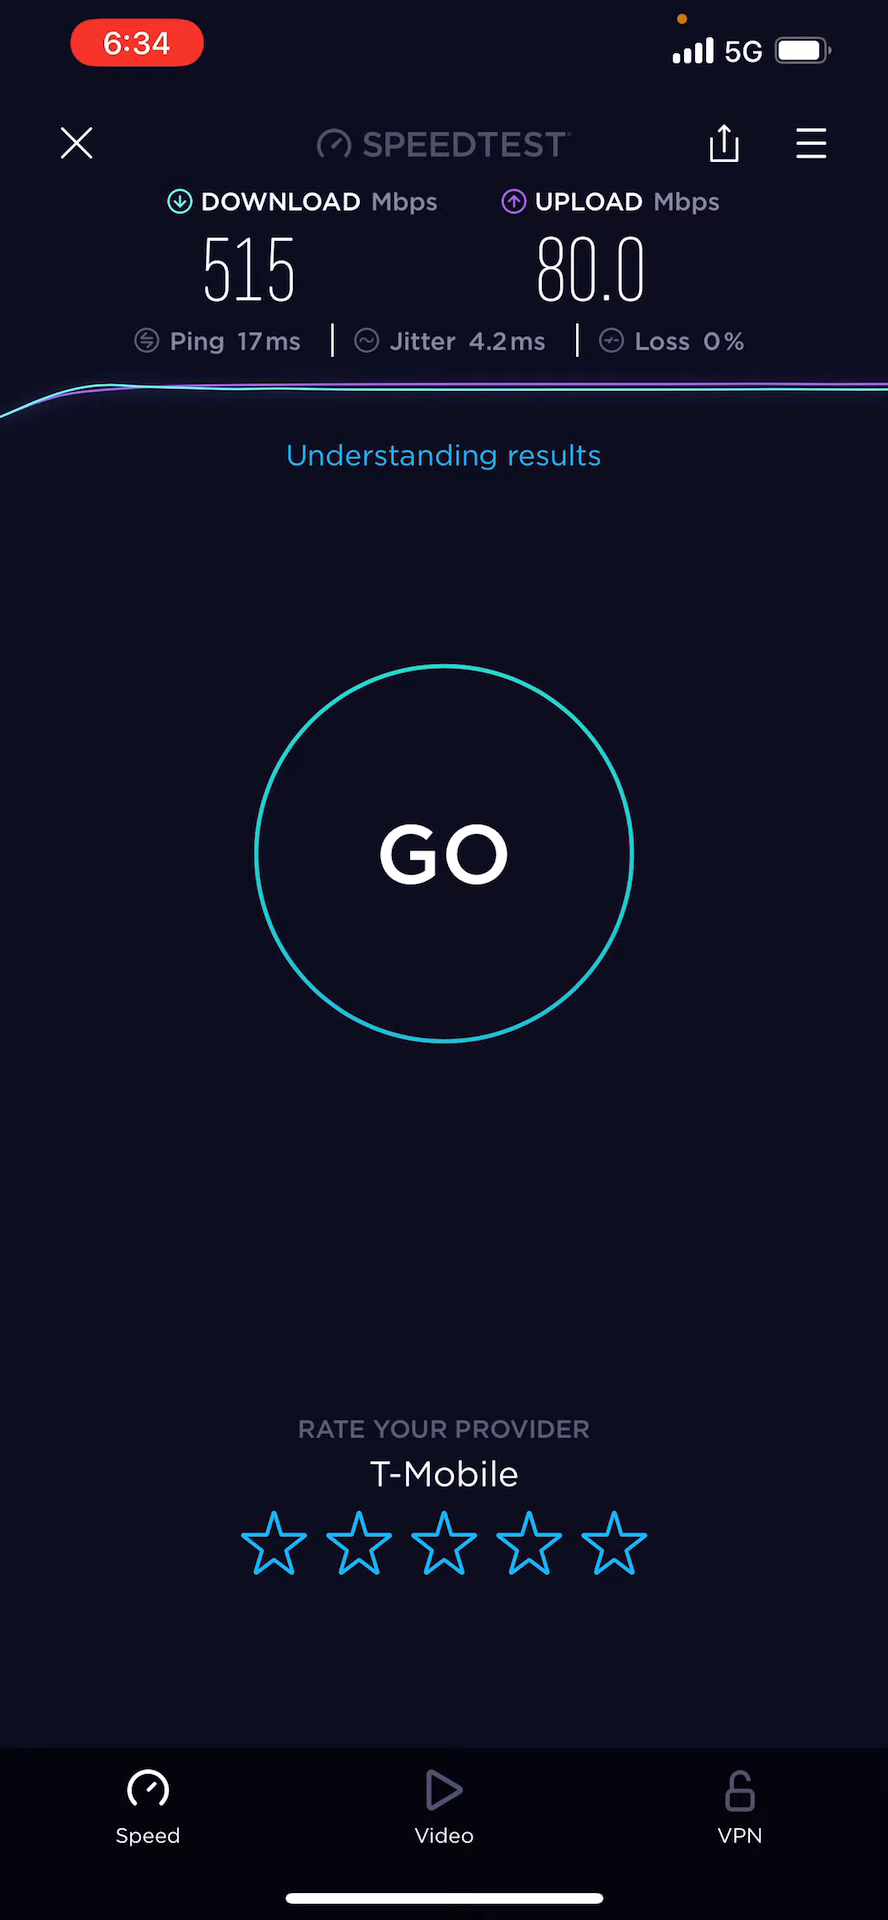 6:34 5G
SPEEDTEST
DOWNLOAD Mbps UPLOAD Mbps
515 80.0
Ping 17ms Jitter 4.2ms Loss 0%
Understanding results
GO
RATE YOUR PROVIDER
T-Mobile
Speed Video VPN